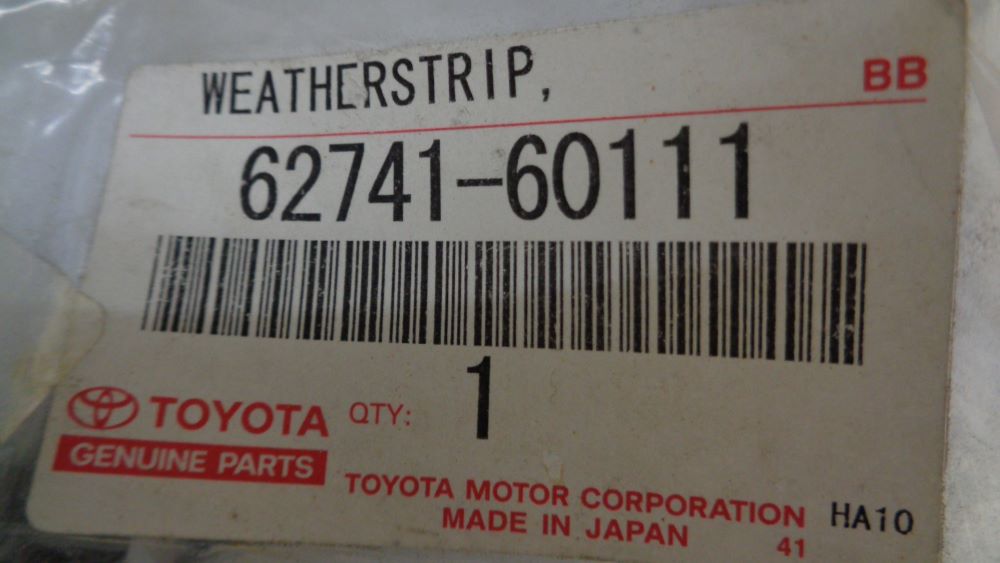 WEATHERSTRIP, BB
62741-60111
1
TOYOTA QTY:
GENUINE PARTS
TOYOTA MOTOR CORPORATION HA10
MADE IN JAPAN 41